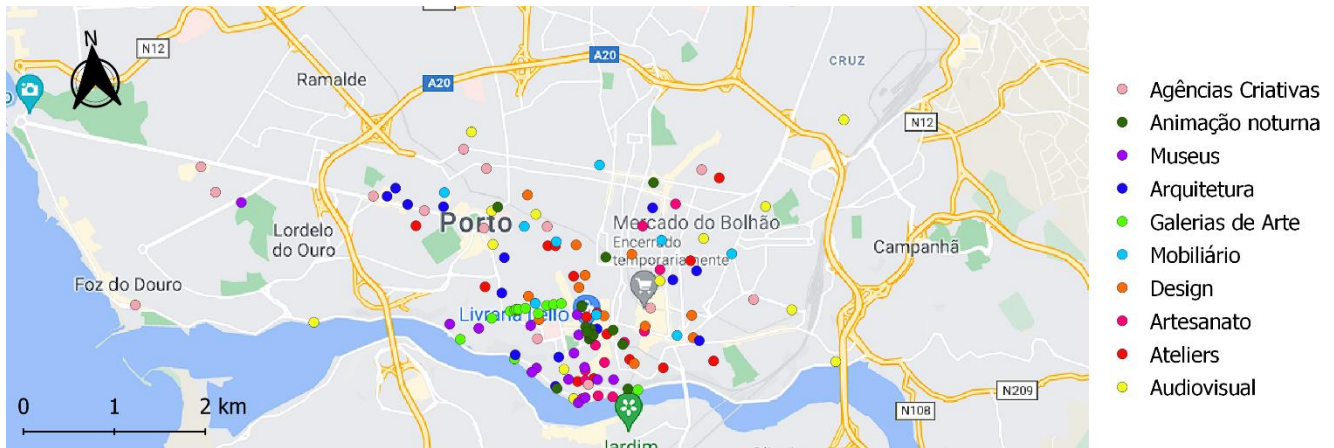 N
N12
A20
A20
CRUZ
N12
Ramalde
Porto
Mercado do Bolhão
Encerrado
temporariamente
Lordelo
do Ouro
Campanhã
Foz do Douro
Livraria Lello
N209
N108
0 1 2 km
Jardim
Agências Criativas
Animação noturna
Museus
Arquitetura
Galerias de Arte
Mobiliário
Design
Artesanato
Ateliers
Audiovisual